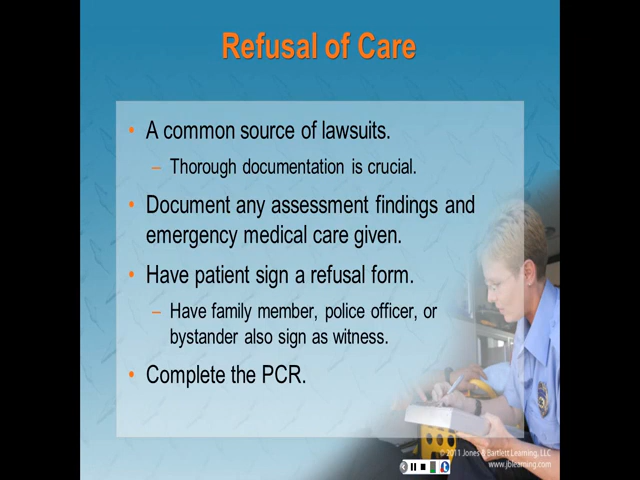 Refusal of Care
• A common source of lawsuits.
– Thorough documentation is crucial.
• Document any assessment findings and
emergency medical care given.
• Have patient sign a refusal form.
– Have family member, police officer, or
bystander also sign as witness.
• Complete the PCR.
© 2011 Jones & Bartlett Learning, LLC
www.jblearning.com